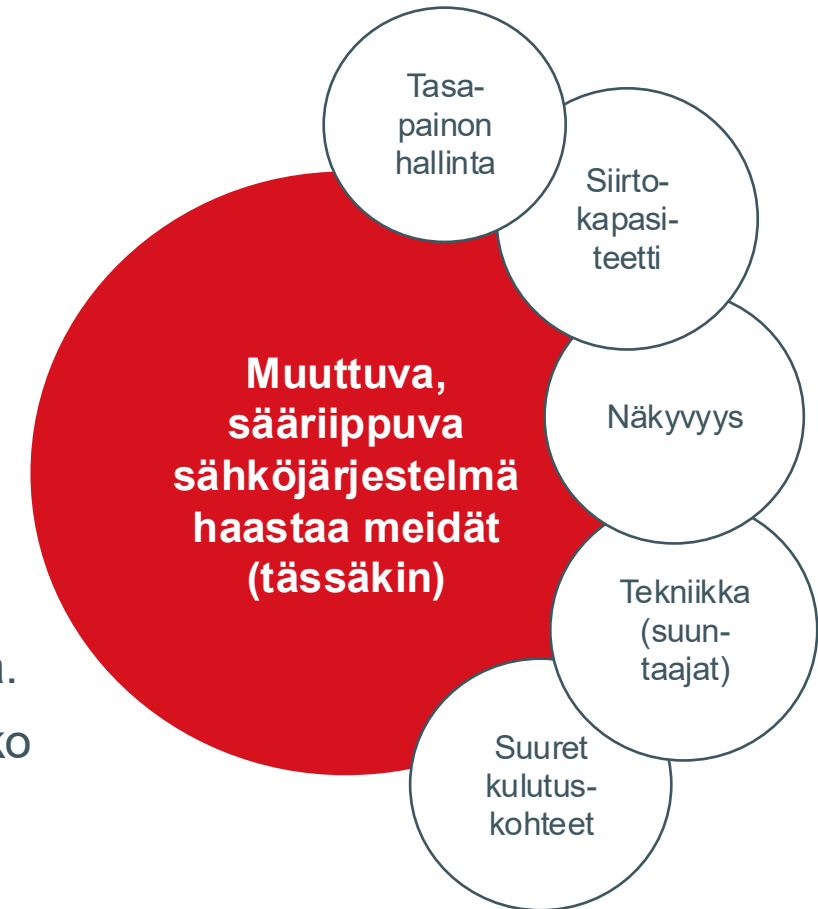 Tasa-
painon
hallinta
Siirto-
kapasi-
teetti
Näkyvyys
Tekniikka
(suun-
taajat)
Suuret
kulutus-
kohteet
Muuttuva,
sääriippuva
sähköjärjestelmä
haastaa meidät
(tässäkin)